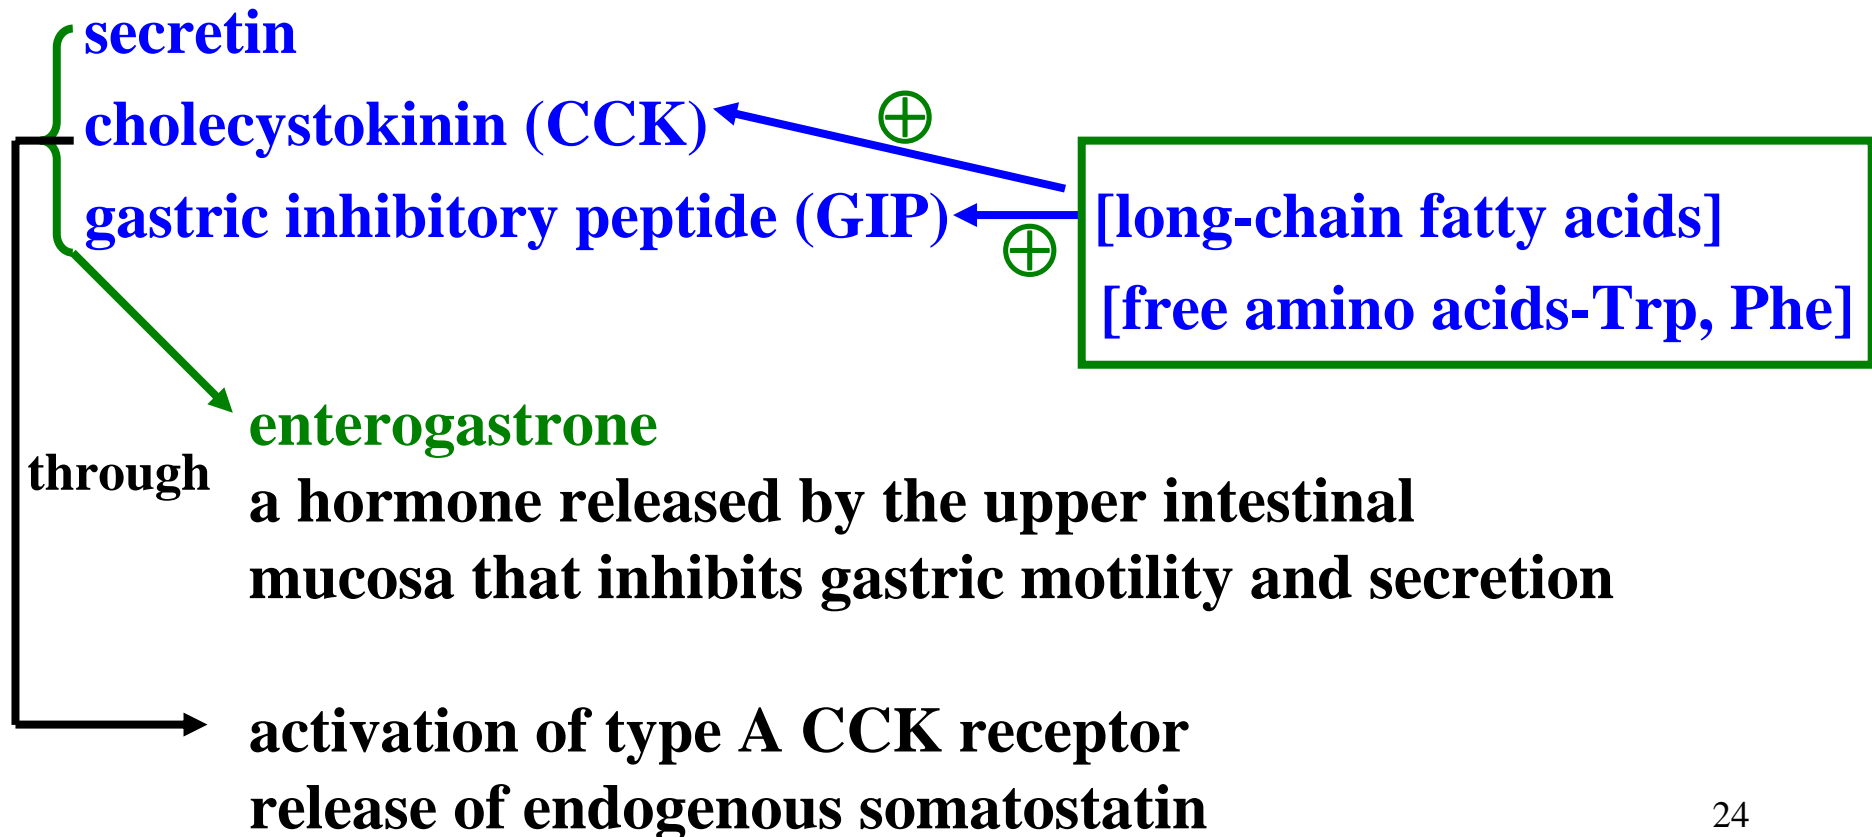 secretin
cholecystokinin (CCK)
gastric inhibitory peptide (GIP)
[long-chain fatty acids]
[free amino acids-Trp, Phe]
enterogastrone
through
a hormone released by the upper intestinal
mucosa that inhibits gastric motility and secretion
activation of type A CCK receptor
release of endogenous somatostatin
24